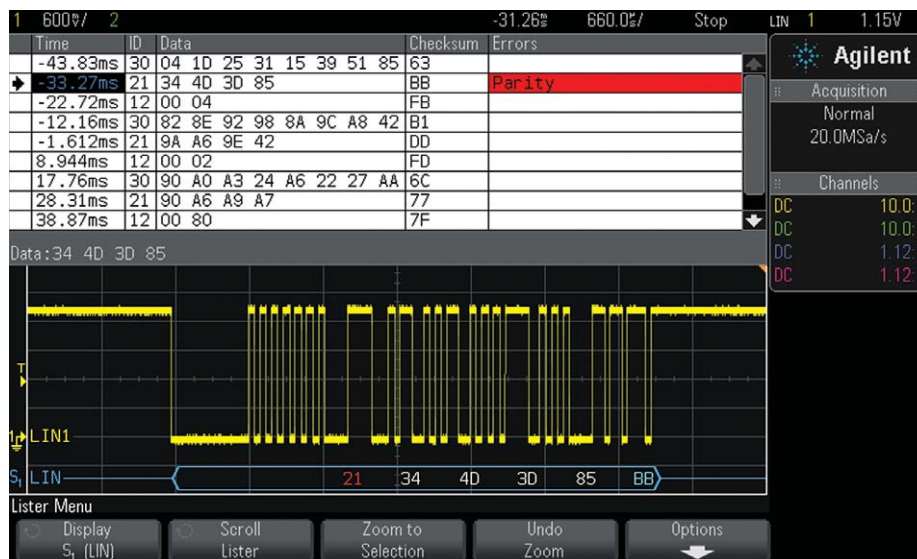 1 600⅟/ 2 -31.26ms 660.0µs/ Stop LIN 1 1.15V
Time ID Data Checksum Errors
-43.83ms 30 04 1D 25 31 15 39 51 85 63
-33.27ms 21 34 4D 3D 85 BB Parity
-22.72ms 12 00 04 FB
-12.16ms 30 82 8E 92 98 8A 9C A8 42 B1
-1.612ms 21 9A A6 9E 42 DD
8.944ms 12 00 02 FD
17.76ms 30 90 A0 A3 24 A6 22 27 AA 6C
28.31ms 21 90 A6 A9 A7 77
38.87ms 12 00 80 7F
Agilent
Acquisition
Normal
20.0MSa/s
Channels
DC 10.0:
DC 10.0:
DC 1.12:
DC 1.12:
Data:34 4D 3D 85
T
LIN1
S1 LIN 21 34 4D 3D 85 BB
Lister Menu
Display
S1 (LIN)
Scroll
Lister
Zoom to
Selection
Undo
Zoom
Options